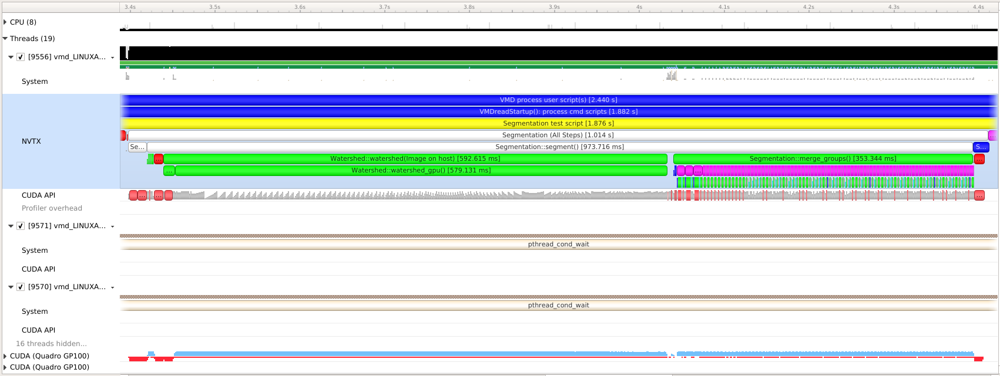 3.4s 3.5s 3.6s 3.7s 3.8s 3.9s 4s 4.1s 4.2s 4.3s 4.4s
CPU (8)
Threads (19)
✓ [9556] vmd_LINUXA...
System
VMD process user script(s) [2.440 s]
VMDreadStartup(): process cmd scripts [1.882 s]
Segmentation test script [1.876 s]
Segmentation (All Steps) [1.014 s] ...
NVTX
Se... Segmentation::segment() [973.716 ms] S...
... Watershed::watershed(Image on host) [592.615 ms] Segmentation::merge_groups() [353.344 ms] ...
... Watershed::watershed_gpu() [579.131 ms] ...
CUDA API ... ... ... ...
Profiler overhead
✓ [9571] vmd_LINUXA...
pthread_cond_wait
System
CUDA API
✓ [9570] vmd_LINUXA...
pthread_cond_wait
System
CUDA API
16 threads hidden...
CUDA (Quadro GP100)
CUDA (Quadro GP100)